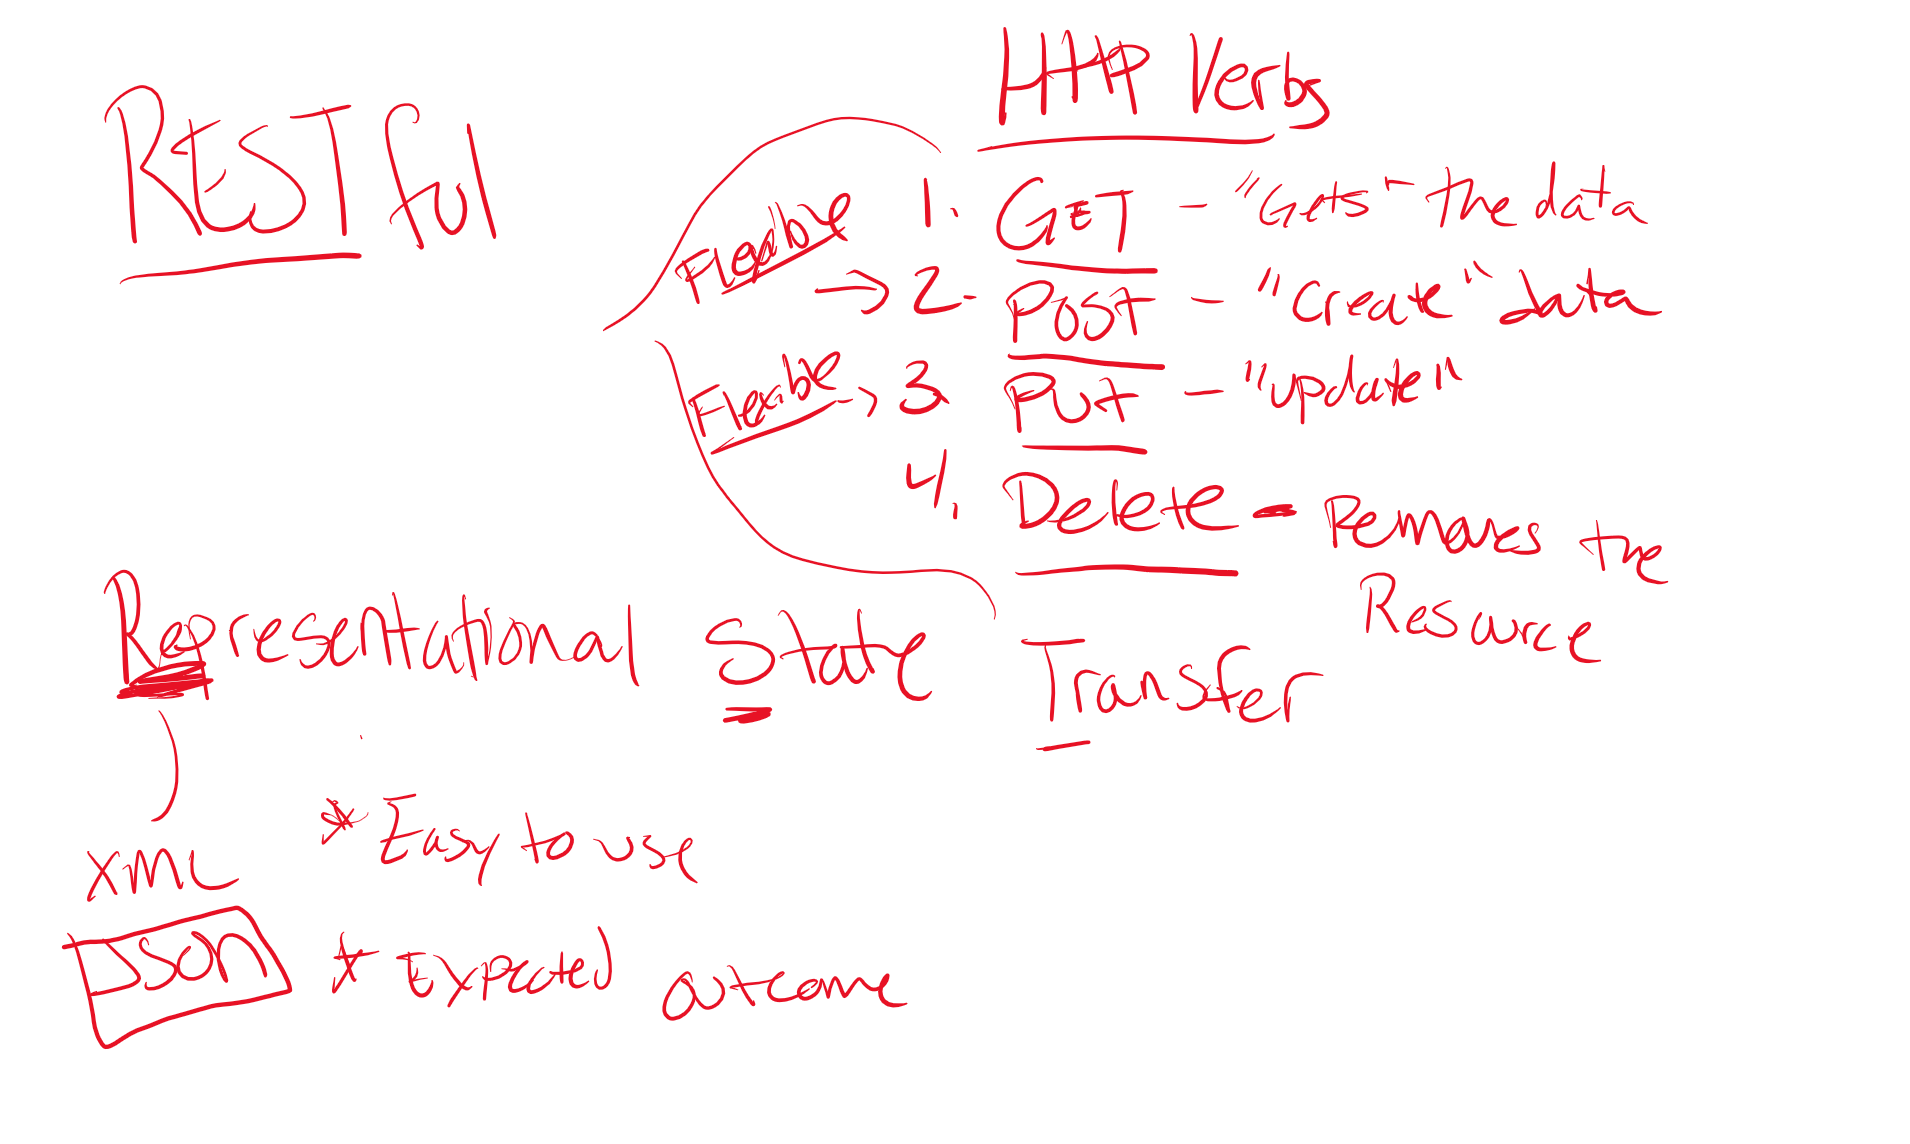 RESTful
HTTP Verbs
1. GET - "Gets" the data
Flexible → 2. POST - "create" data
Flexible → 3 PUT - "update"
4. Delete - Removes the
Resource
Representational State Transfer
XML
JSON
* Easy to use
* Expected outcome